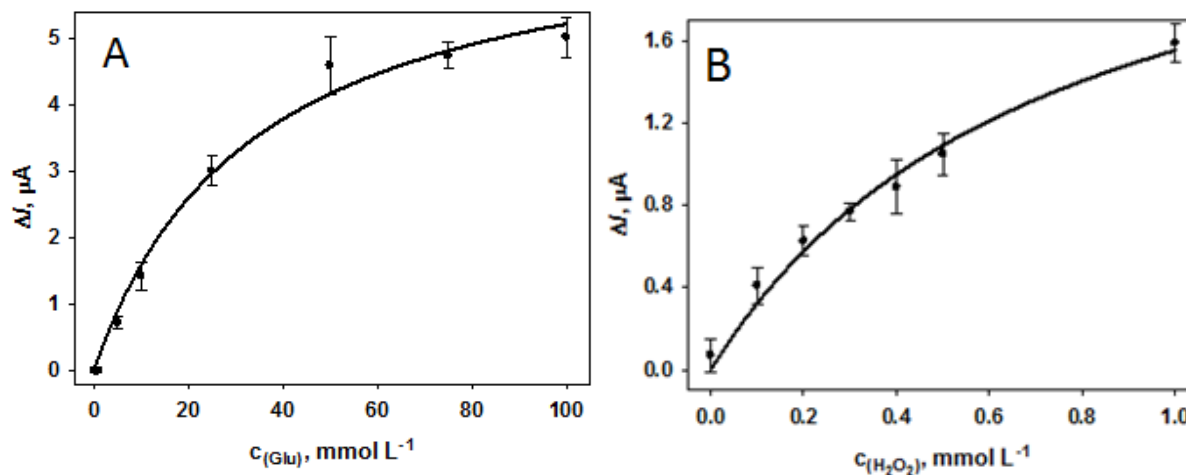 A
ΔI, μA
5
4
3
2
1
0
0 20 40 60 80 100
c(Glu), mmol L⁻¹
B
ΔI, μA
1.6
1.2
0.8
0.4
0.0
0.0 0.2 0.4 0.6 0.8 1.0
c(H₂O₂), mmol L⁻¹